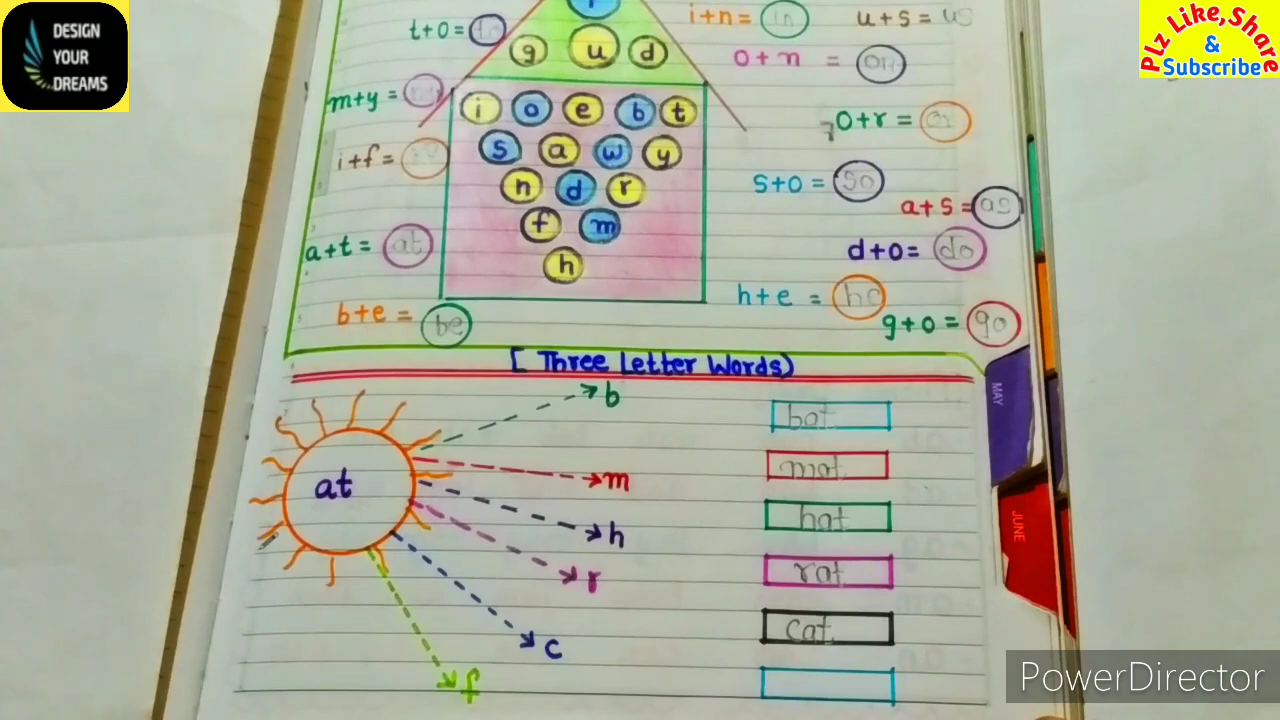 DESIGN
YOUR
DREAMS
Plz Like,Share
&
Subscribe
t+o= to
i+n= in
u+s = us
g u d
o+n = on
m+y =
i o e b t
o+r = or
i+f=
s a w y
s+o = so
n d r
a+s = as
a+t= at
f m
d+o= do
h
h+e = he
b+e = be
g+o = go
[ Three Letter Words)
MAY
at
b
bat
m
mat
h
hat
JUNE
r
rat
c
cat
f
PowerDirector